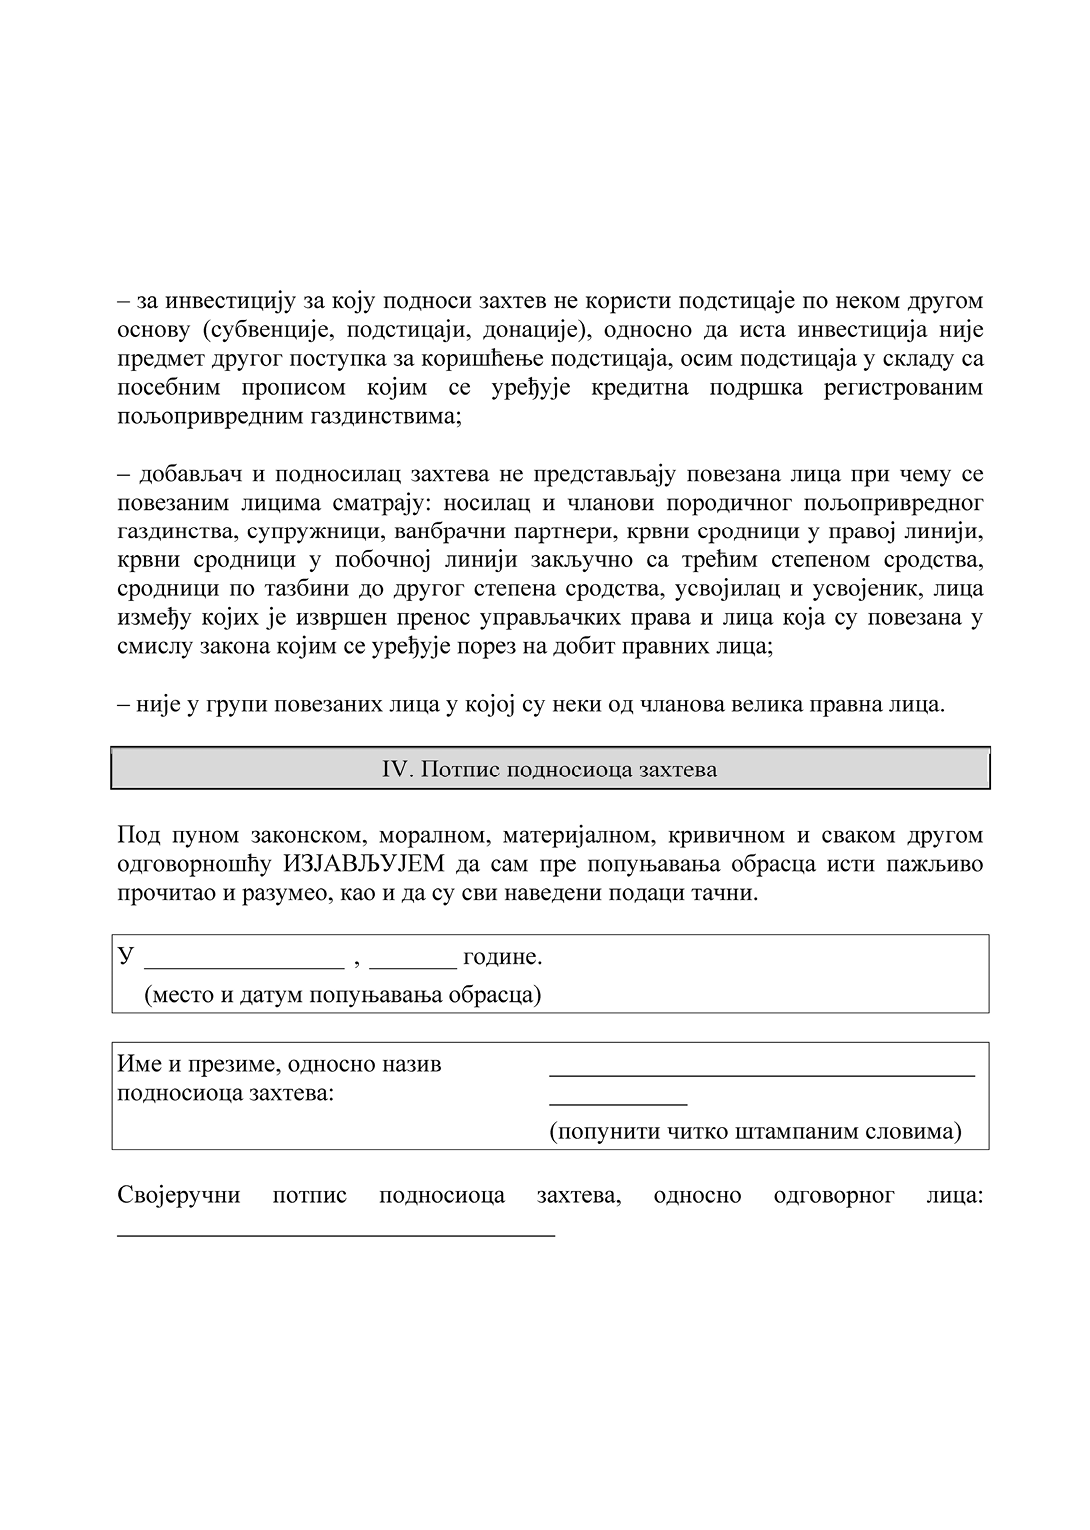 – за инвестицију за коју подноси захтев не користи подстицаје по неком другом
основу (субвенције, подстицаји, донације), односно да иста инвестиција није
предмет другог поступка за коришћење подстицаја, осим подстицаја у складу са
посебним прописом којим се уређује кредитна подршка регистрованим
пољопривредним газдинствима;
– добављач и подносилац захтева не представљају повезана лица при чему се
повезаним лицима сматрају: носилац и чланови породичног пољопривредног
газдинства, супружници, ванбрачни партнери, крвни сродници у правој линији,
крвни сродници у побочној линији закључно са трећим степеном сродства,
сродници по тазбини до другог степена сродства, усвојилац и усвојеник, лица
између којих је извршен пренос управљачких права и лица која су повезана у
смислу закона којим се уређује порез на добит правних лица;
– није у групи повезаних лица у којој су неки од чланова велика правна лица.
IV. Потпис подносиоца захтева
Под пуном законском, моралном, материјалном, кривичном и сваком другом
одговорношћу ИЗЈАВЉУЈЕМ да сам пре попуњавања обрасца исти пажљиво
прочитао и разумео, као и да су сви наведени подаци тачни.
У ________________ , _______ године.
(место и датум попуњавања обрасца)
Име и презиме, односно назив __________________________________
подносиоца захтева: ___________
(попунити читко штампаним словима)
Својеручни потпис подносиоца захтева, односно одговорног лица:
___________________________________